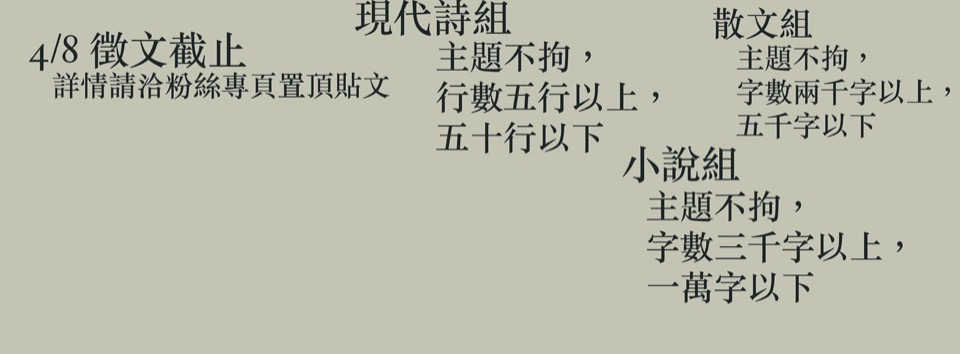 4/8 徵文截止
詳情請洽粉絲專頁置頂貼文
現代詩組
主題不拘，
行數五行以上，
五十行以下
散文組
主題不拘，
字數兩千字以上，
五千字以下
小說組
主題不拘，
字數三千字以上，
一萬字以下